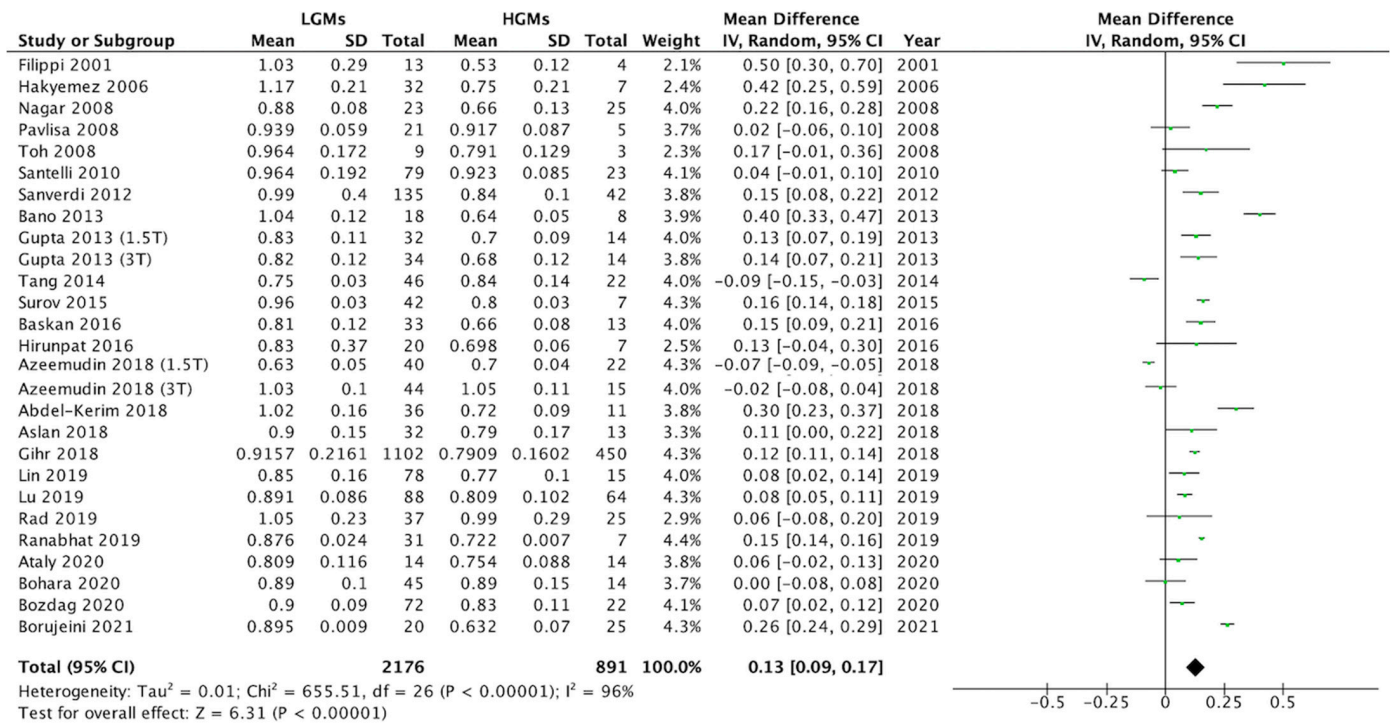 LGMs HGMs Mean Difference Mean Difference
Study or Subgroup Mean SD Total Mean SD Total Weight IV, Random, 95% CI Year IV, Random, 95% CI
Filippi 2001 1.03 0.29 13 0.53 0.12 4 2.1% 0.50 [0.30, 0.70] 2001
Hakyemez 2006 1.17 0.21 32 0.75 0.21 7 2.4% 0.42 [0.25, 0.59] 2006
Nagar 2008 0.88 0.08 23 0.66 0.13 25 4.0% 0.22 [0.16, 0.28] 2008
Pavlisa 2008 0.939 0.059 21 0.917 0.087 5 3.7% 0.02 [−0.06, 0.10] 2008
Toh 2008 0.964 0.172 9 0.791 0.129 3 2.3% 0.17 [−0.01, 0.36] 2008
Santelli 2010 0.964 0.192 79 0.923 0.085 23 4.1% 0.04 [−0.01, 0.10] 2010
Sanverdi 2012 0.99 0.4 135 0.84 0.1 42 3.8% 0.15 [0.08, 0.22] 2012
Bano 2013 1.04 0.12 18 0.64 0.05 8 3.9% 0.40 [0.33, 0.47] 2013
Gupta 2013 (1.5T) 0.83 0.11 32 0.7 0.09 14 4.0% 0.13 [0.07, 0.19] 2013
Gupta 2013 (3T) 0.82 0.12 34 0.68 0.12 14 3.8% 0.14 [0.07, 0.21] 2013
Tang 2014 0.75 0.03 46 0.84 0.14 22 4.0% −0.09 [−0.15, −0.03] 2014
Surov 2015 0.96 0.03 42 0.8 0.03 7 4.3% 0.16 [0.14, 0.18] 2015
Baskan 2016 0.81 0.12 33 0.66 0.08 13 4.0% 0.15 [0.09, 0.21] 2016
Hirunpat 2016 0.83 0.37 20 0.698 0.06 7 2.5% 0.13 [−0.04, 0.30] 2016
Azeemudin 2018 (1.5T) 0.63 0.05 40 0.7 0.04 22 4.3% −0.07 [−0.09, −0.05] 2018
Azeemudin 2018 (3T) 1.03 0.1 44 1.05 0.11 15 4.0% −0.02 [−0.08, 0.04] 2018
Abdel-Kerim 2018 1.02 0.16 36 0.72 0.09 11 3.8% 0.30 [0.23, 0.37] 2018
Aslan 2018 0.9 0.15 32 0.79 0.17 13 3.3% 0.11 [0.00, 0.22] 2018
Gihr 2018 0.9157 0.2161 1102 0.7909 0.1602 450 4.3% 0.12 [0.11, 0.14] 2018
Lin 2019 0.85 0.16 78 0.77 0.1 15 4.0% 0.08 [0.02, 0.14] 2019
Lu 2019 0.891 0.086 88 0.809 0.102 64 4.3% 0.08 [0.05, 0.11] 2019
Rad 2019 1.05 0.23 37 0.99 0.29 25 2.9% 0.06 [−0.08, 0.20] 2019
Ranabhat 2019 0.876 0.024 31 0.722 0.007 7 4.4% 0.15 [0.14, 0.16] 2019
Ataly 2020 0.809 0.116 14 0.754 0.088 14 3.8% 0.06 [−0.02, 0.13] 2020
Bohara 2020 0.89 0.1 45 0.89 0.15 14 3.7% 0.00 [−0.08, 0.08] 2020
Bozdag 2020 0.9 0.09 72 0.83 0.11 22 4.1% 0.07 [0.02, 0.12] 2020
Borujeini 2021 0.895 0.009 20 0.632 0.07 25 4.3% 0.26 [0.24, 0.29] 2021
Total (95% CI) 2176 891 100.0% 0.13 [0.09, 0.17]
Heterogeneity: Tau² = 0.01; Chi² = 655.51, df = 26 (P < 0.00001); I² = 96%
Test for overall effect: Z = 6.31 (P < 0.00001)
−0.5 −0.25 0 0.25 0.5